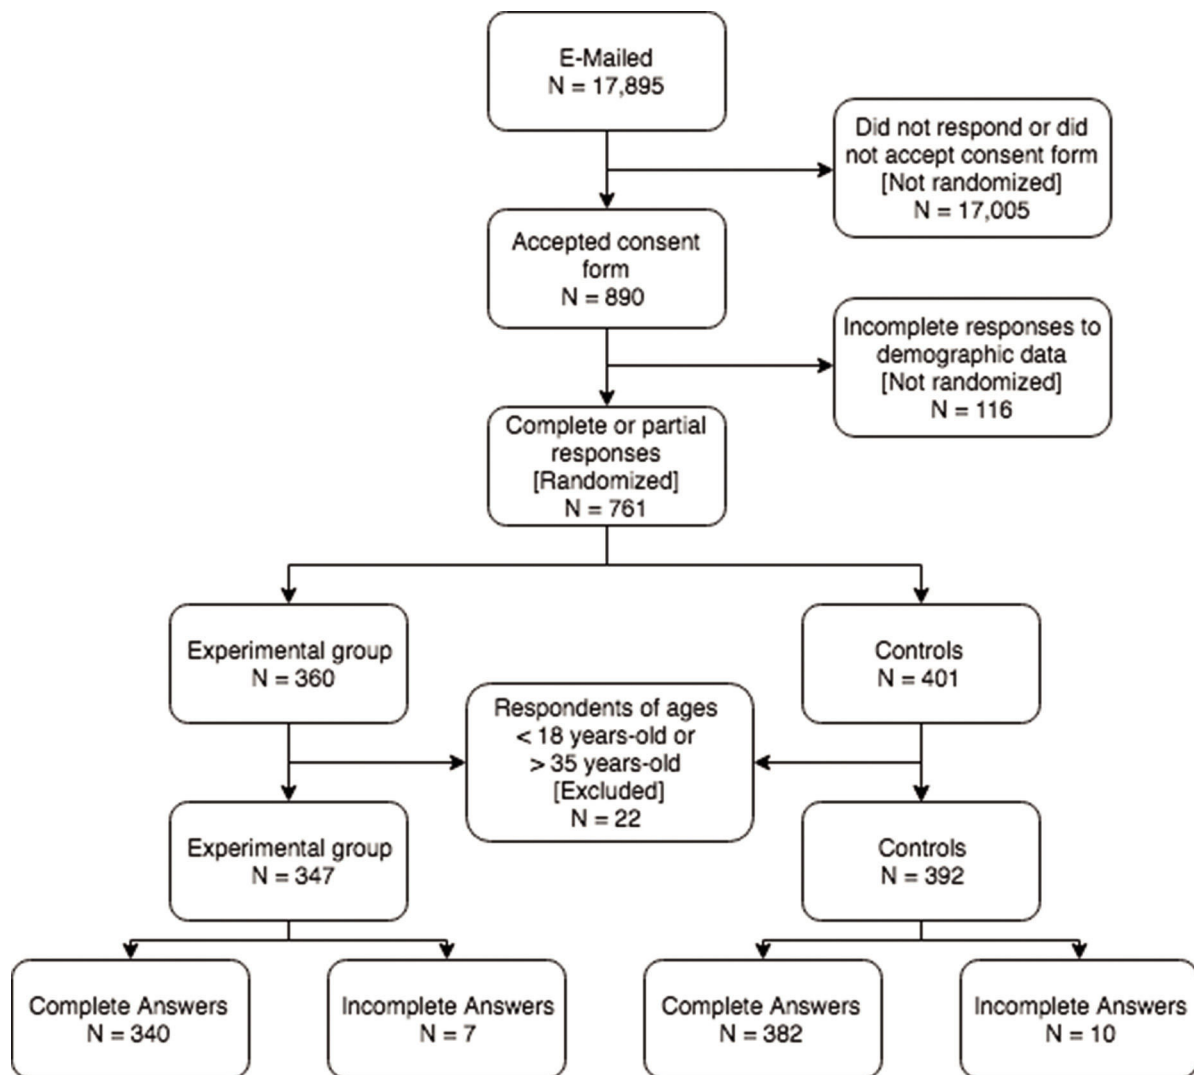 E-Mailed
N = 17,895
Did not respond or did
not accept consent form
[Not randomized]
N = 17,005
Accepted consent
form
N = 890
Incomplete responses to
demographic data
[Not randomized]
N = 116
Complete or partial
responses
[Randomized]
N = 761
Experimental group
N = 360
Controls
N = 401
Respondents of ages
< 18 years-old or
> 35 years-old
[Excluded]
N = 22
Experimental group
N = 347
Controls
N = 392
Complete Answers
N = 340
Incomplete Answers
N = 7
Complete Answers
N = 382
Incomplete Answers
N = 10